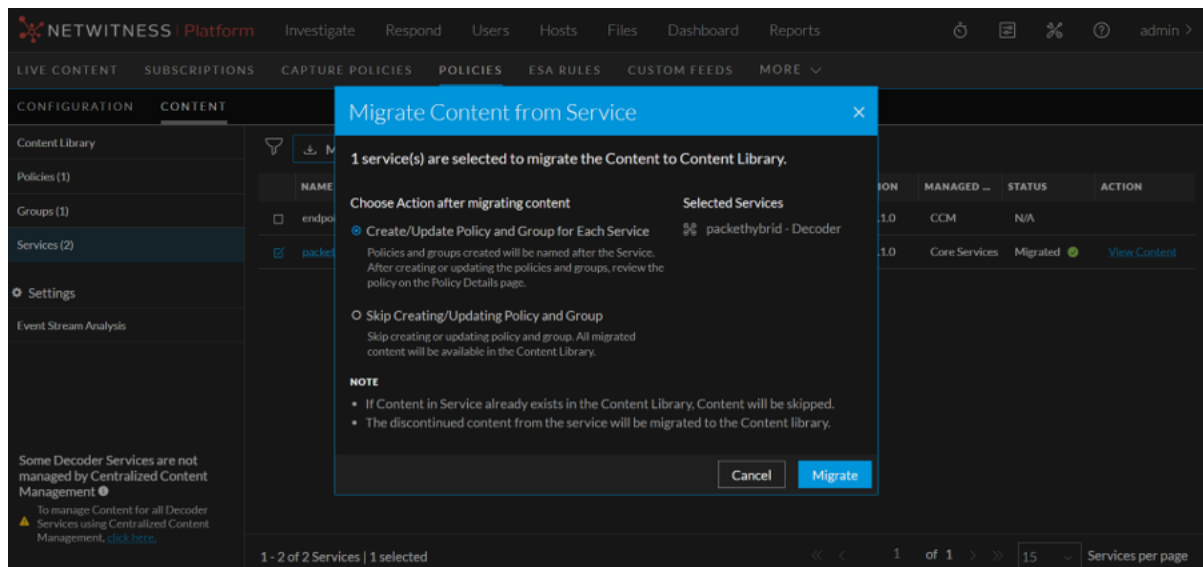 NETWITNESS Platform Investigate Respond Users Hosts Files Dashboard Reports admin >
LIVE CONTENT SUBSCRIPTIONS CAPTURE POLICIES POLICIES ESA RULES CUSTOM FEEDS MORE
CONFIGURATION CONTENT
Migrate Content from Service
Content Library
1 service(s) are selected to migrate the Content to Content Library.
Policies (1)
NAME MANAGED ... STATUS ACTION
Choose Action after migrating content Selected Services
Groups (1)
CCM N/A
Create/Update Policy and Group for Each Service packethybrid - Decoder
Services (2)
Core Services Migrated View Content
Policies and groups created will be named after the Service.
After creating or updating the policies and groups, review the
policy on the Policy Details page.
Settings
Skip Creating/Updating Policy and Group
Event Stream Analysis
Skip creating or updating policy and group. All migrated
content will be available in the Content Library.
NOTE
• If Content in Service already exists in the Content Library, Content will be skipped.
• The discontinued content from the service will be migrated to the Content library.
Some Decoder Services are not
managed by Centralized Content
Management
Cancel Migrate
To manage Content for all Decoder
Services using Centralized Content
Management, click here.
1 - 2 of 2 Services | 1 selected << < 1 of 1 > >> 15 Services per page